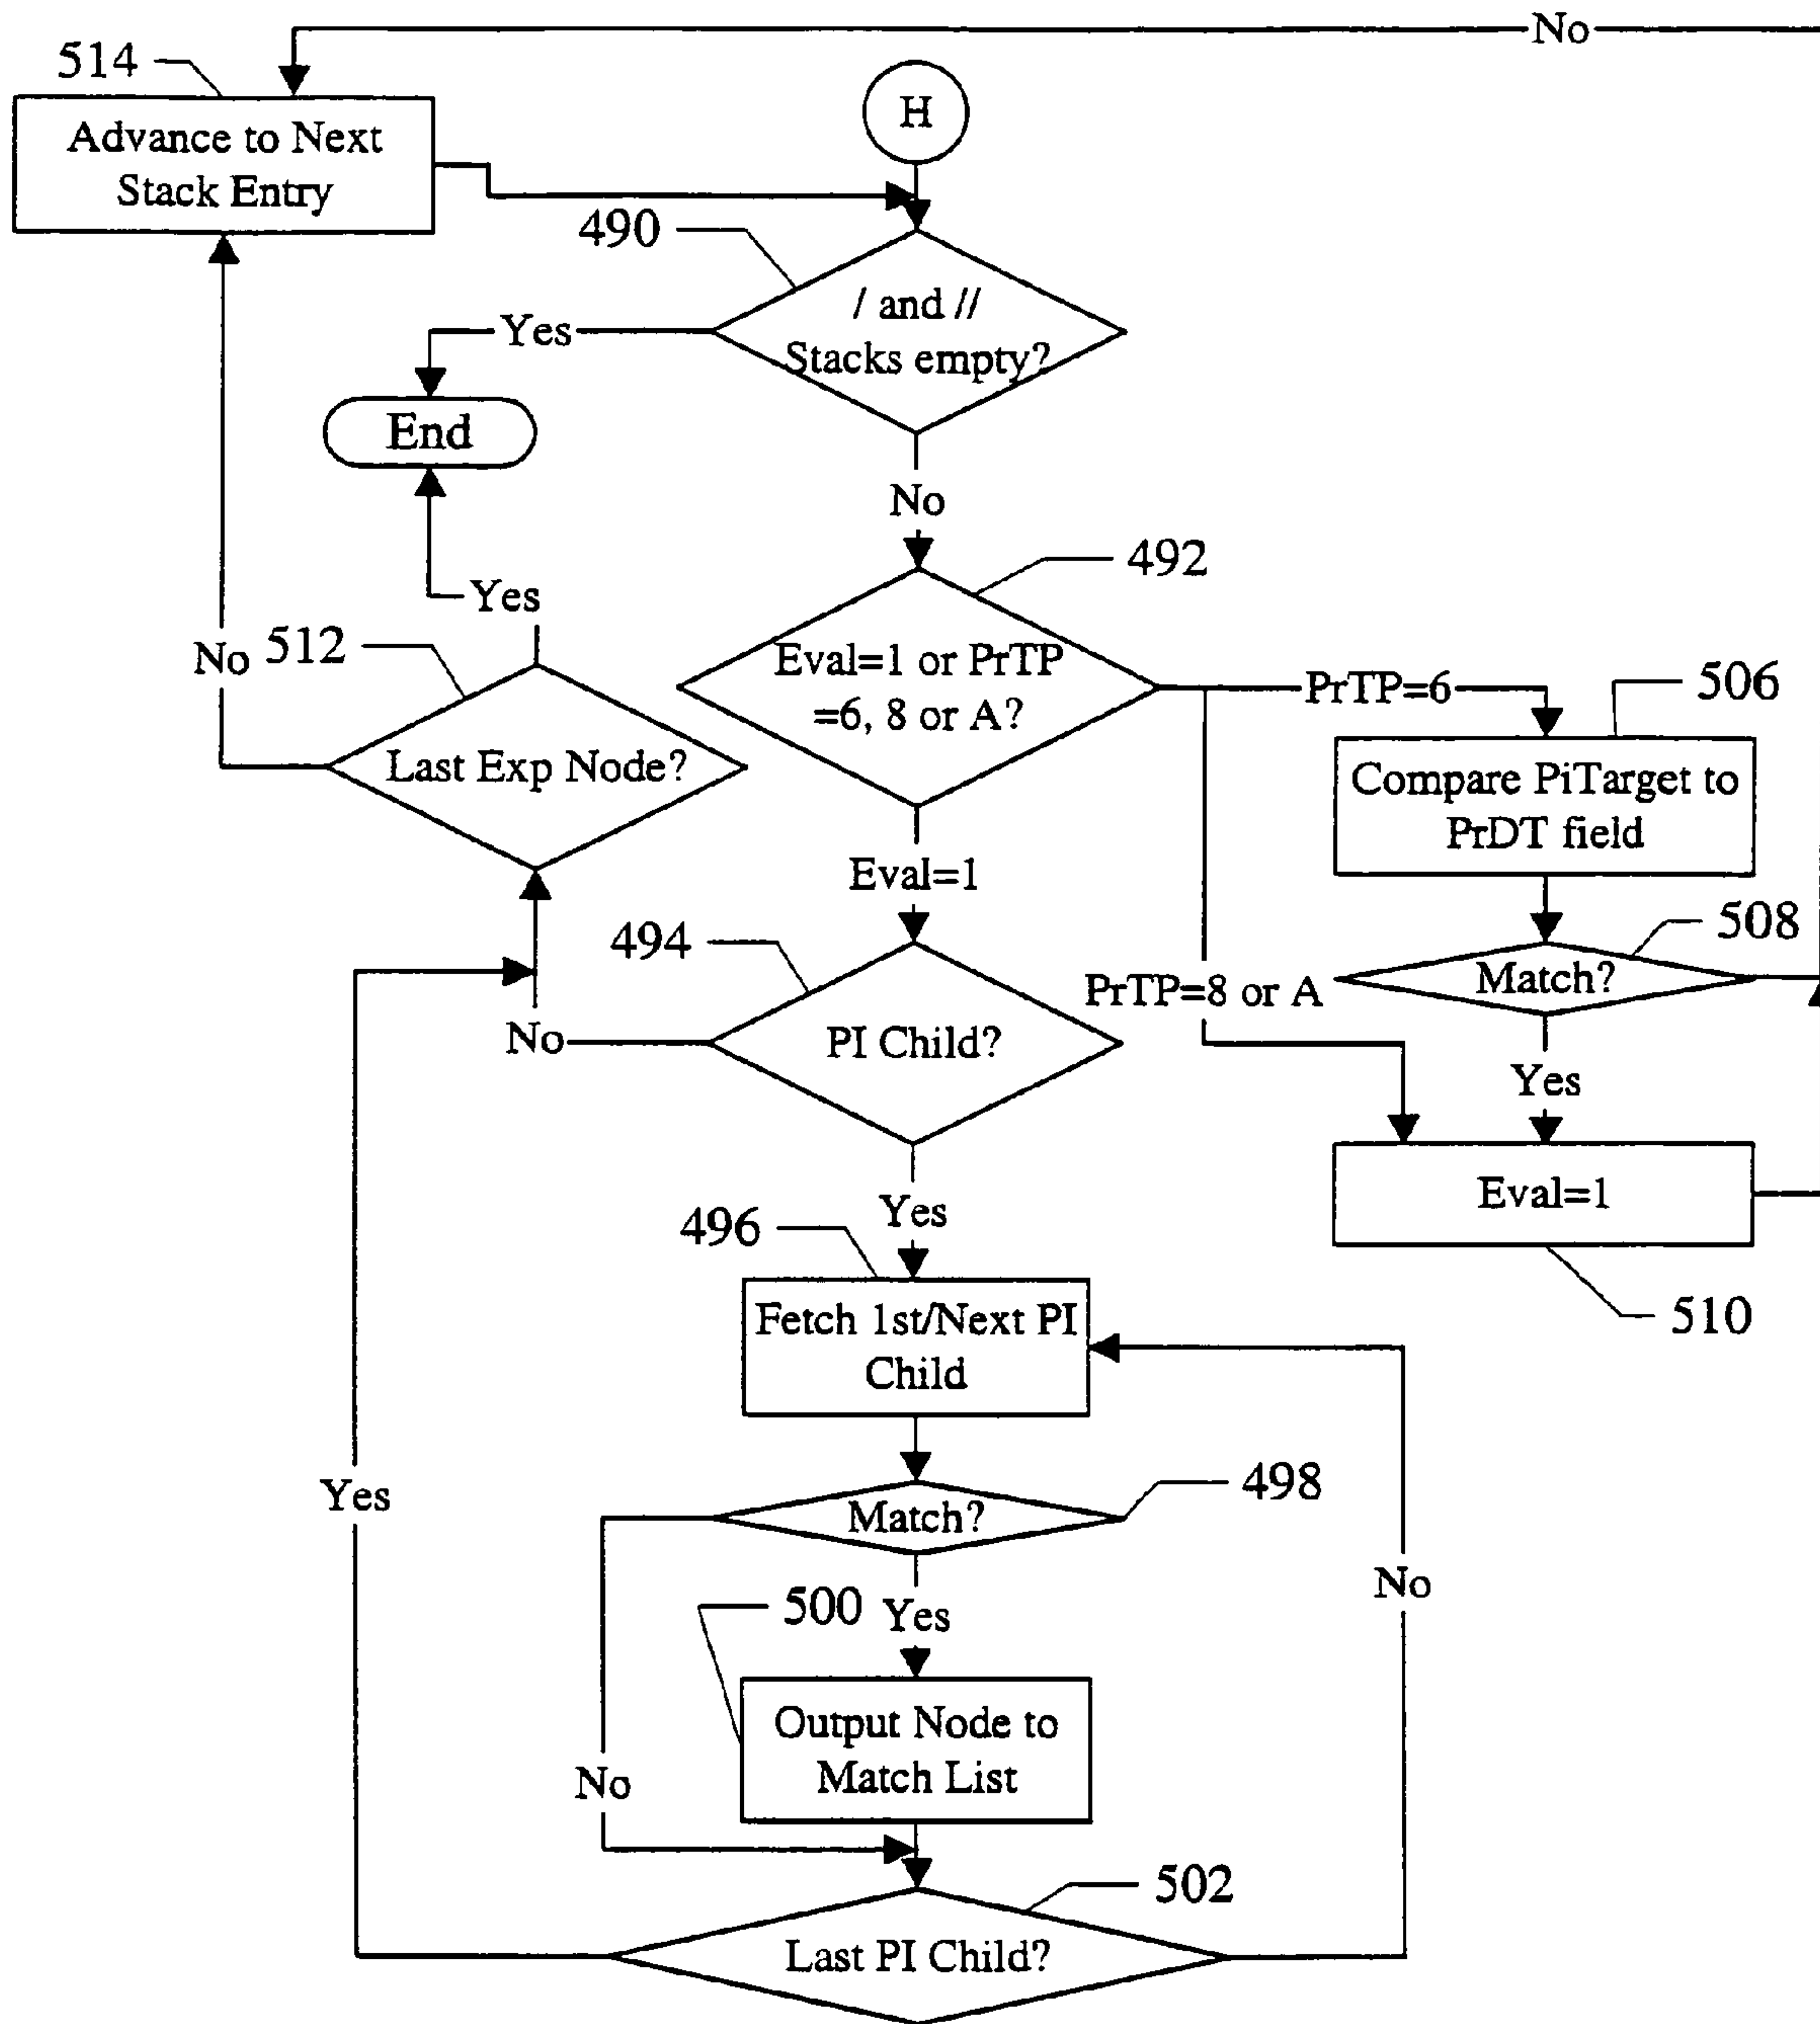 No
514
H
Advance to Next
Stack Entry
490
/ and //
Stacks empty?
Yes
End
No
492
Yes
512
No
Eval=1 or PrTP
=6, 8 or A?
PrTP=6
506
Last Exp Node?
Compare PiTarget to
PrDT field
Eval=1
494
508
Match?
PrTP=8 or A
PI Child?
No
Yes
Eval=1
496
Yes
510
Fetch 1st/Next PI
Child
498
Match?
Yes
No
500
Yes
Output Node to
Match List
No
502
Last PI Child?